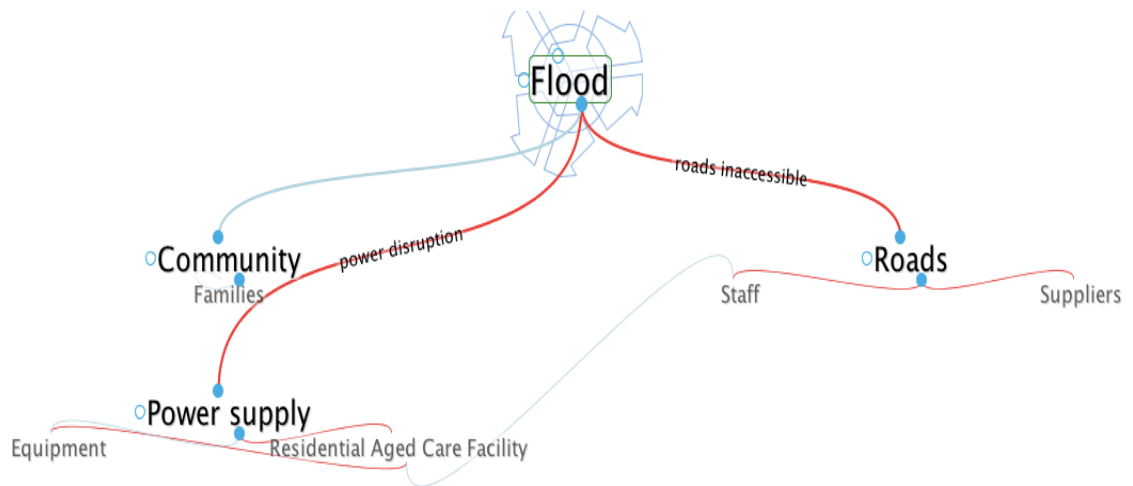 Flood
roads inaccessible
power disruption
Community
Roads
Families
Staff
Suppliers
Power supply
Equipment
Residential Aged Care Facility